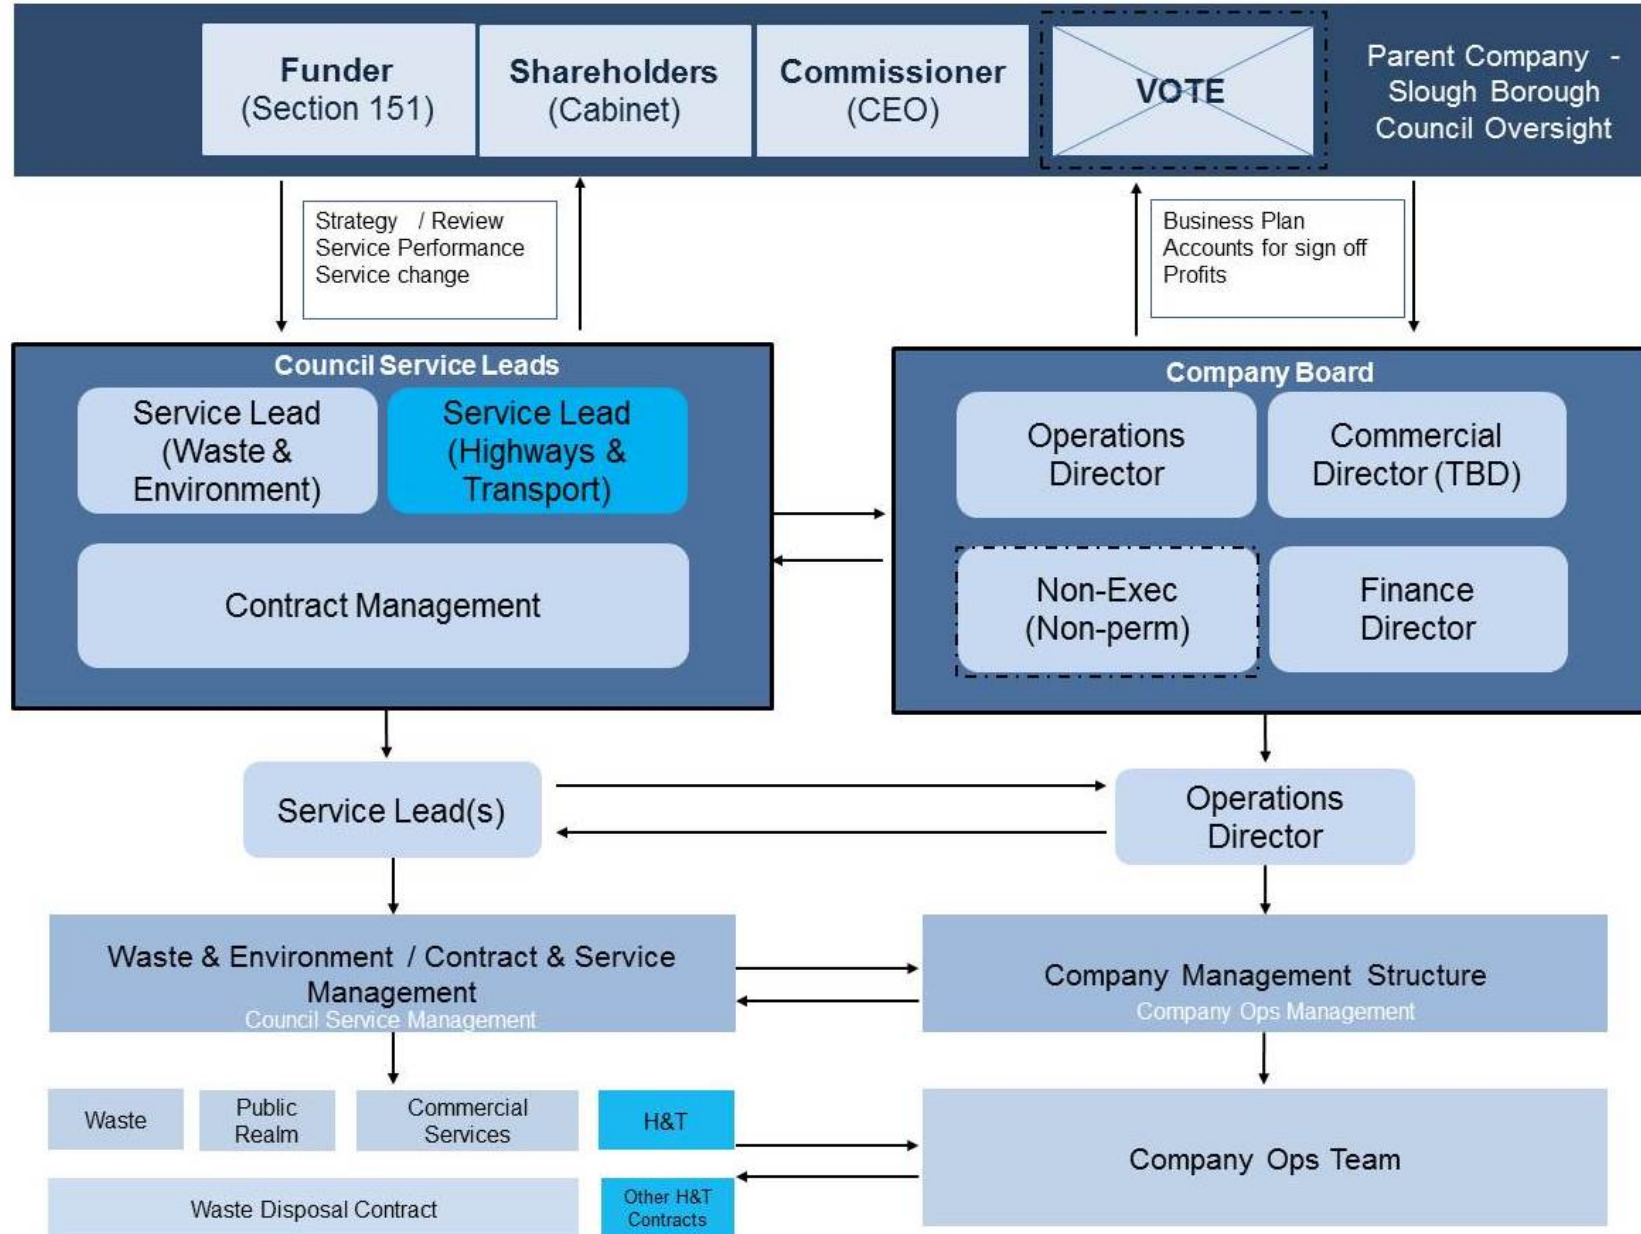 Funder
(Section 151)
Shareholders
(Cabinet)
Commissioner
(CEO)
VOTE
Parent Company -
Slough Borough
Council Oversight
Strategy / Review
Service Performance
Service change
Business Plan
Accounts for sign off
Profits
Council Service Leads
Service Lead
(Waste &
Environment)
Service Lead
(Highways &
Transport)
Contract Management
Company Board
Operations
Director
Commercial
Director (TBD)
Non-Exec
(Non-perm)
Finance
Director
Service Lead(s)
Operations
Director
Waste & Environment / Contract & Service
Management
Council Service Management
Company Management Structure
Company Ops Management
Waste
Public
Realm
Commercial
Services
H&T
Waste Disposal Contract
Other H&T
Contracts
Company Ops Team